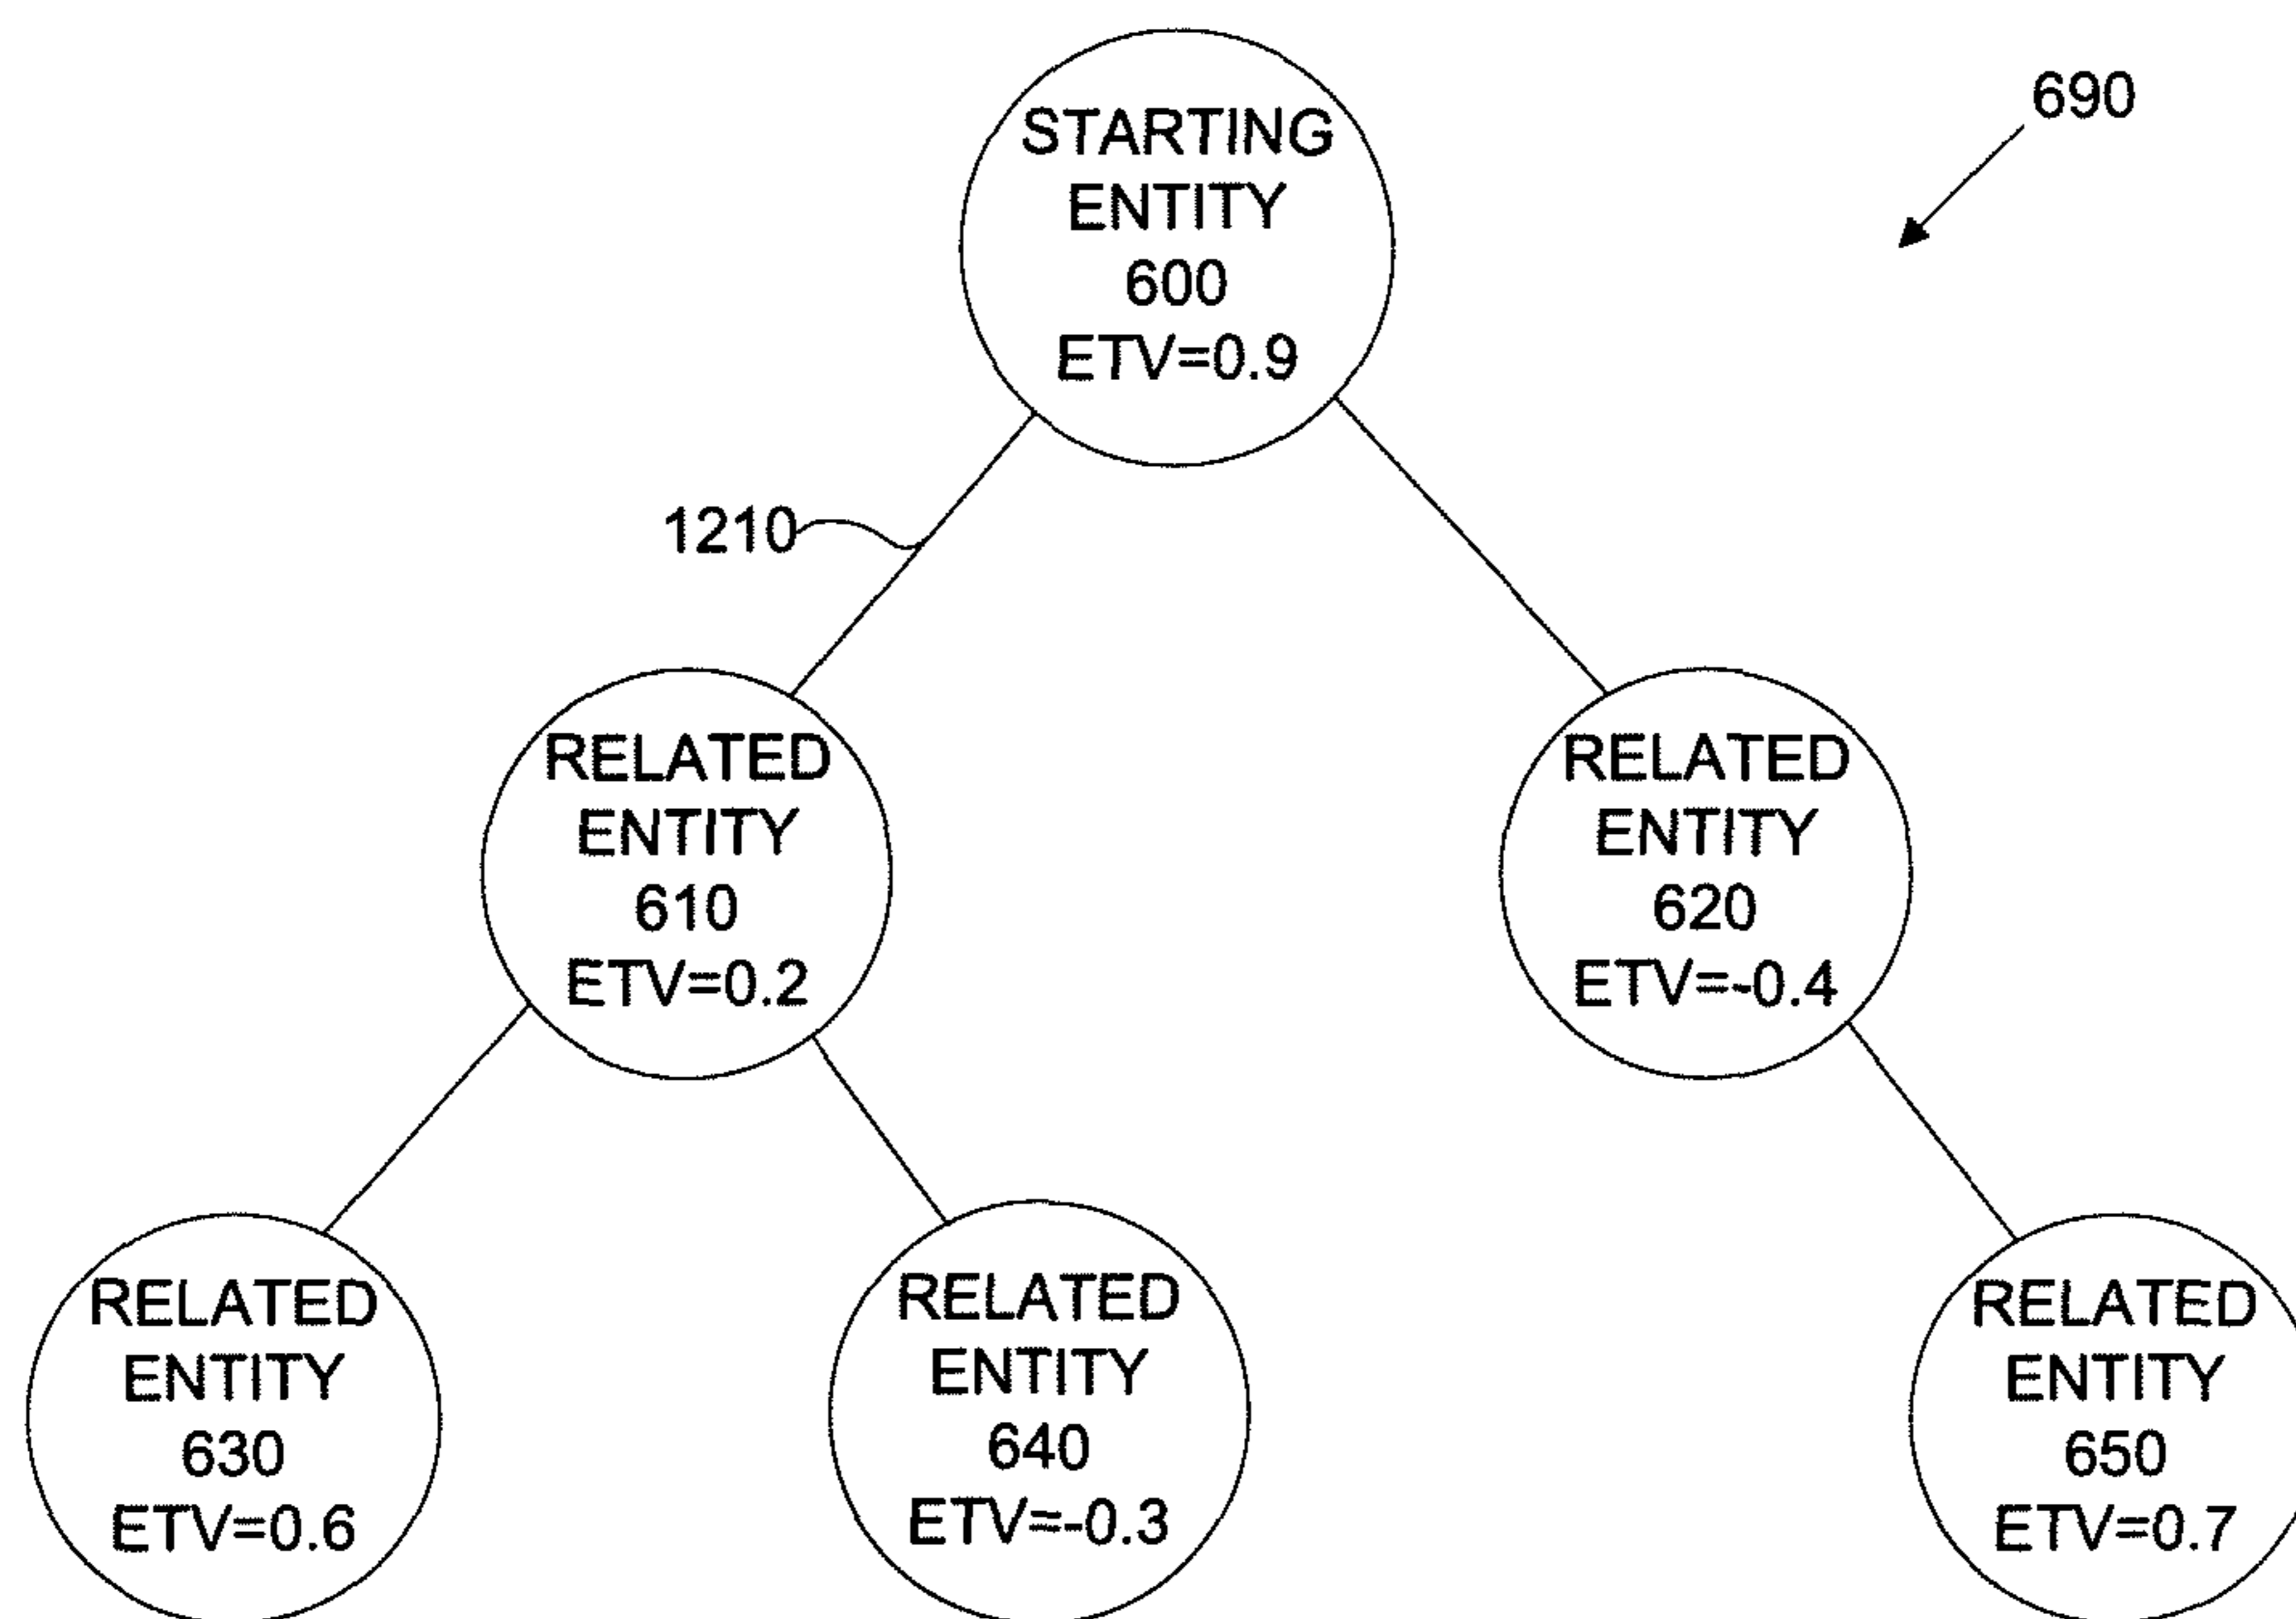 STARTING
ENTITY
600
ETV=0.9
690
1210
RELATED
ENTITY
610
ETV=0.2
RELATED
ENTITY
620
ETV=-0.4
RELATED
ENTITY
630
ETV=0.6
RELATED
ENTITY
640
ETV=-0.3
RELATED
ENTITY
650
ETV=0.7